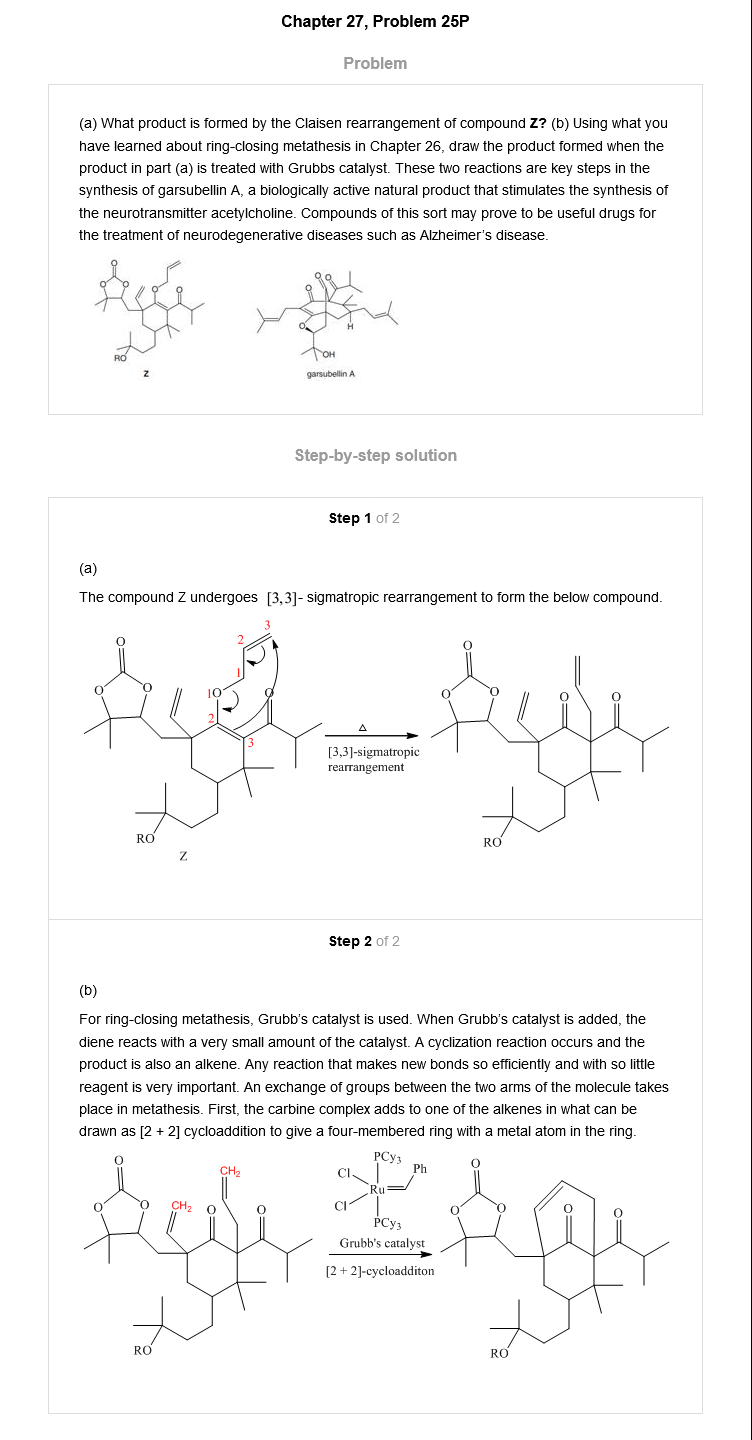 Chapter 27, Problem 25P
Problem
(a) What product is formed by the Claisen rearrangement of compound Z? (b) Using what you
have learned about ring-closing metathesis in Chapter 26, draw the product formed when the
product in part (a) is treated with Grubbs catalyst. These two reactions are key steps in the
synthesis of garsubellin A, a biologically active natural product that stimulates the synthesis of
the neurotransmitter acetylcholine. Compounds of this sort may prove to be useful drugs for
the treatment of neurodegenerative diseases such as Alzheimer's disease.
O
O O O O
RO
Z
O O
O
O
H
OH
garsubellin A
Step-by-step solution
Step 1 of 2
(a)
The compound Z undergoes [3,3]- sigmatropic rearrangement to form the below compound.
3
2
O
1
O O 1O O
2
3
RO
Z
Δ
[3,3]-sigmatropic
rearrangement
O
O O O O
RO
Step 2 of 2
(b)
For ring-closing metathesis, Grubb's catalyst is used. When Grubb's catalyst is added, the
diene reacts with a very small amount of the catalyst. A cyclization reaction occurs and the
product is also an alkene. Any reaction that makes new bonds so efficiently and with so little
reagent is very important. An exchange of groups between the two arms of the molecule takes
place in metathesis. First, the carbine complex adds to one of the alkenes in what can be
drawn as [2 + 2] cycloaddition to give a four-membered ring with a metal atom in the ring.
O
CH2
O O CH2 O O
RO
PCy3
Cl Ph
Ru
Cl
PCy3
Grubb's catalyst
[2 + 2]-cycloadditon
O
O O O O
RO